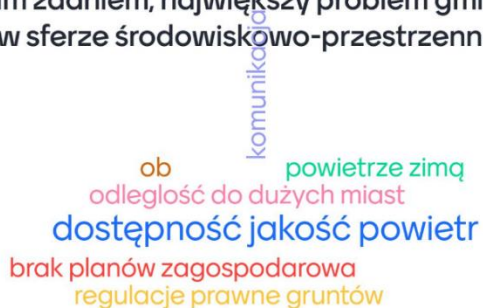 m zdaniem, największy problem gmi
w sferze środowiskowo-przestrzenn
komunikacja
ob powietrze zimą
odleglość do dużych miast
dostępność jakość powietr
brak planów zagospodarowa
regulacje prawne gruntów